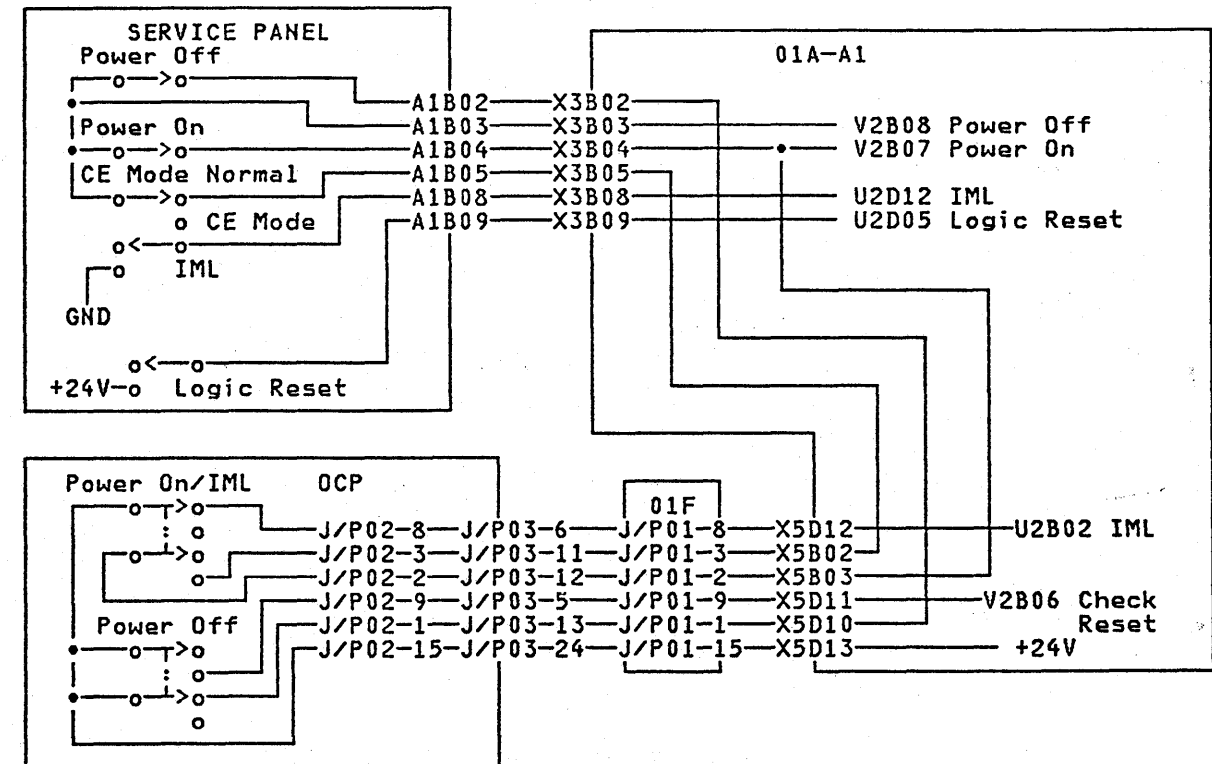 SERVICE PANEL
Power Off
01A-A1
A1B02 X3B02
A1B03 X3B03 V2B08 Power Off
Power On
A1B04 X3B04 V2B07 Power On
CE Mode Normal
A1B05 X3B05
A1B08 X3B08 U2D12 IML
CE Mode
A1B09 X3B09 U2D05 Logic Reset
IML
GND
+24V Logic Reset
Power On/IML OCP
01F
J/P02-8 J/P03-6 J/P01-8 X5D12 U2B02 IML
J/P02-3 J/P03-11 J/P01-3 X5B02
J/P02-2 J/P03-12 J/P01-2 X5B03
J/P02-9 J/P03-5 J/P01-9 X5D11 V2B06 Check
Power Off
J/P02-1 J/P03-13 J/P01-1 X5D10 Reset
J/P02-15 J/P03-24 J/P01-15 X5D13 +24V